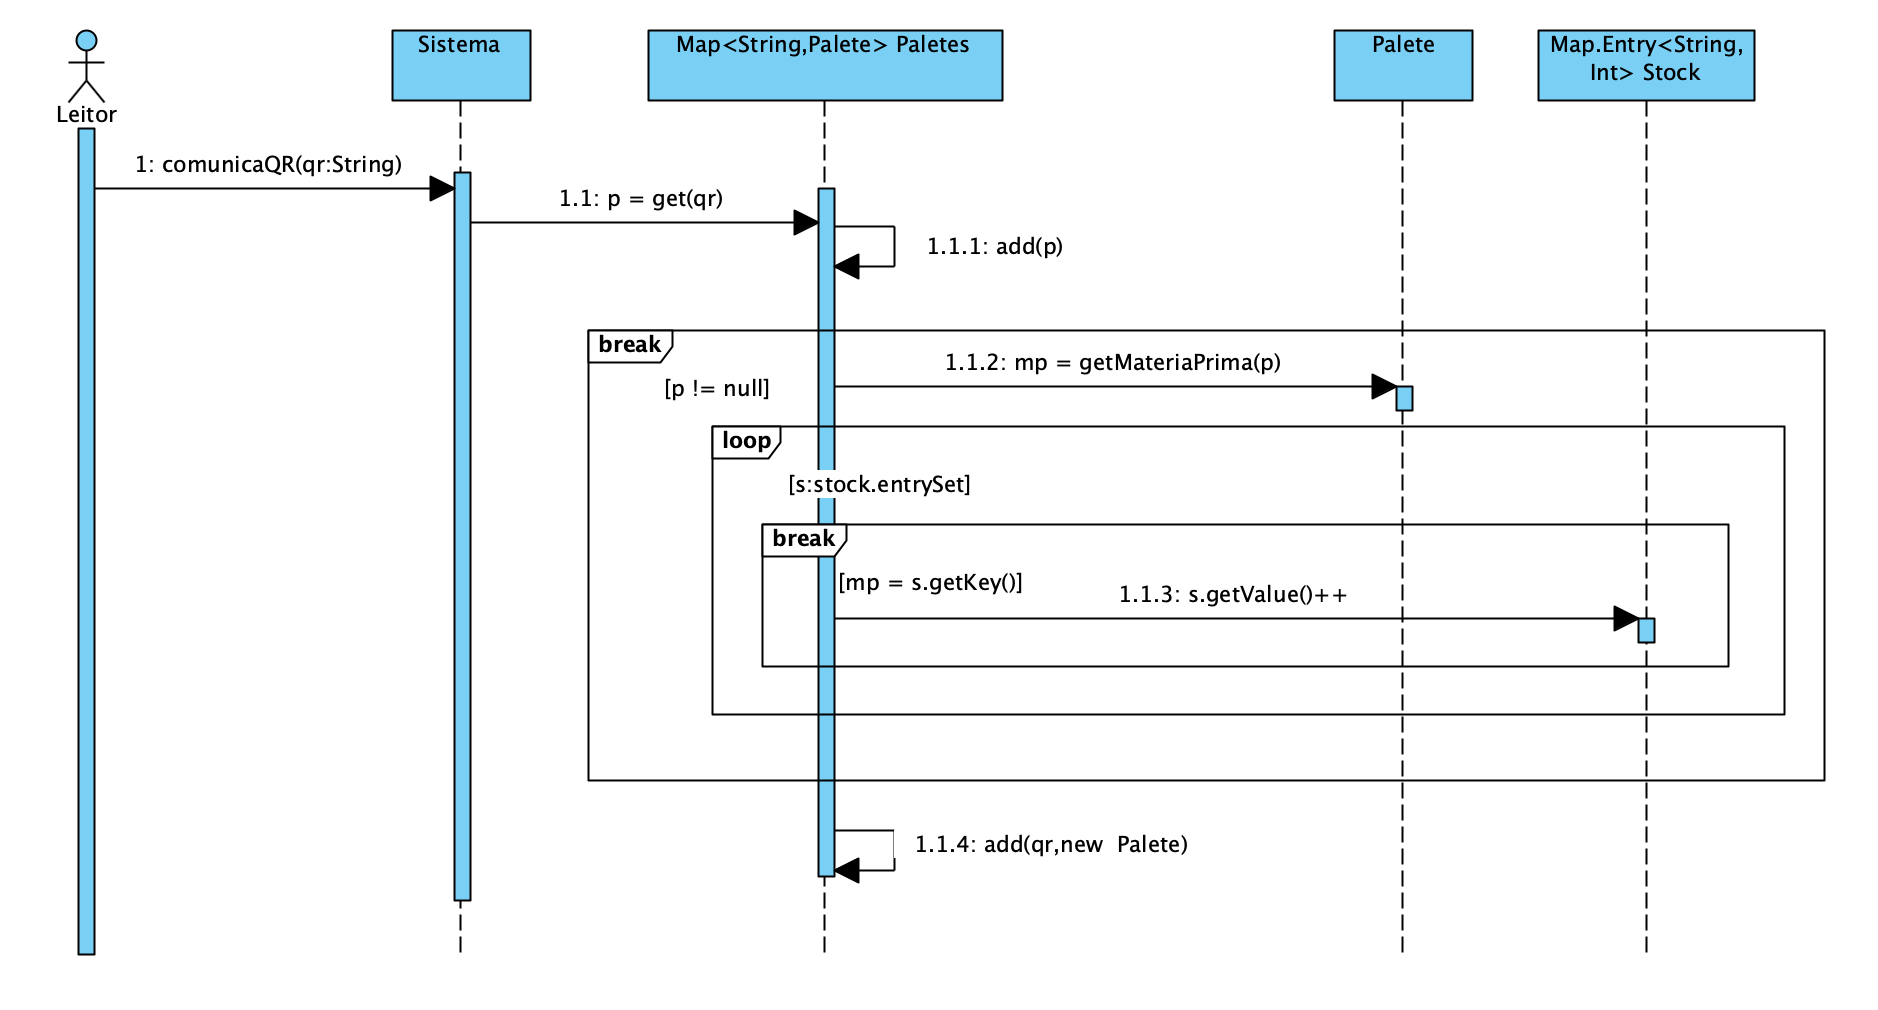 Leitor
Sistema
Map<String,Palete> Paletes
Palete
Map.Entry<String,
Int> Stock
1: comunicaQR(qr:String)
1.1: p = get(qr)
1.1.1: add(p)
break
[p != null]
1.1.2: mp = getMateriaPrima(p)
loop
[s:stock.entrySet]
break
[mp = s.getKey()]
1.1.3: s.getValue()++
1.1.4: add(qr,new  Palete)